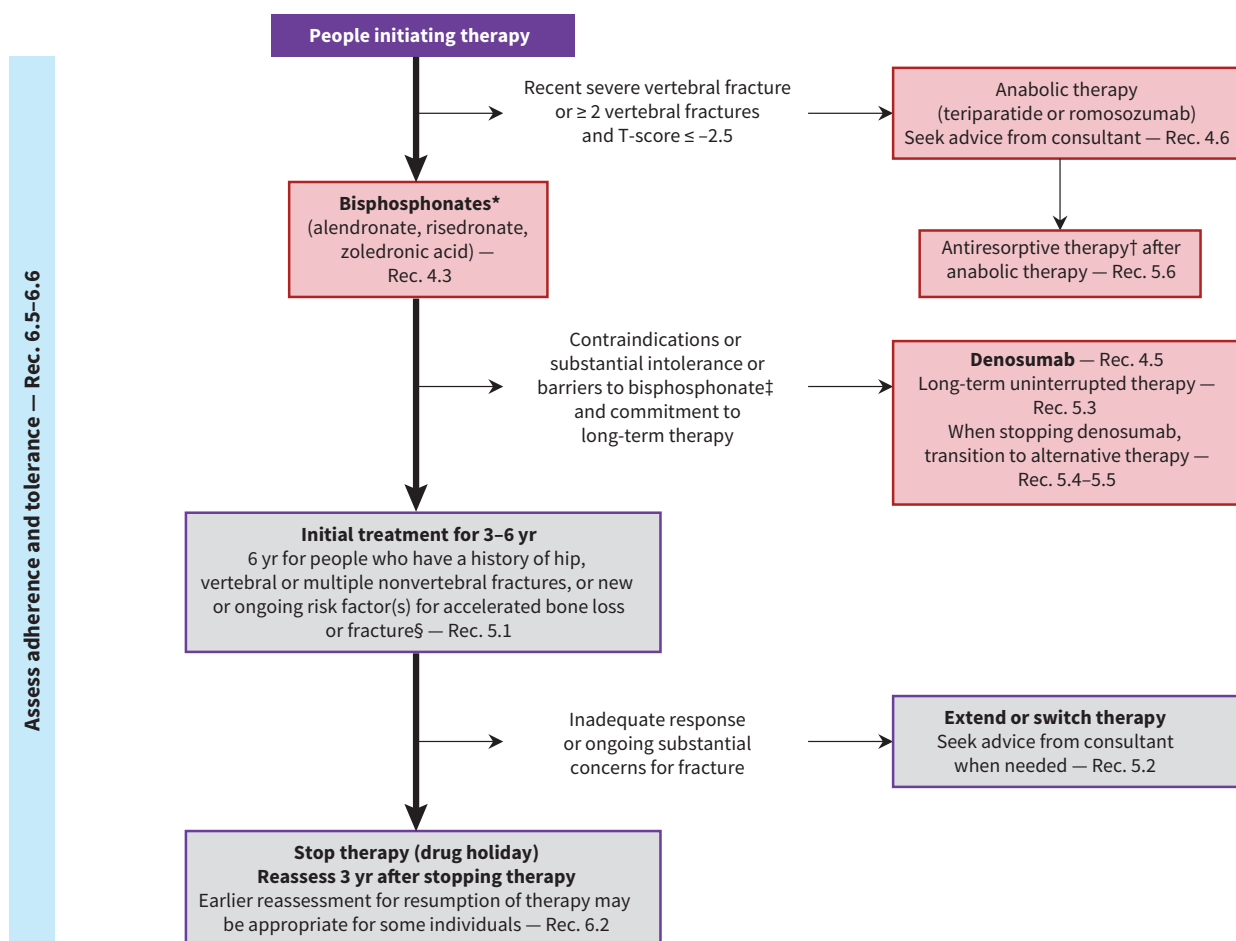 People initiating therapy
Recent severe vertebral fracture
or ≥ 2 vertebral fractures
and T-score ≤ –2.5
Anabolic therapy
(teriparatide or romosozumab)
Seek advice from consultant — Rec. 4.6
Antiresorptive therapy† after
anabolic therapy — Rec. 5.6
Bisphosphonates*
(alendronate, risedronate,
zoledronic acid) —
Rec. 4.3
Contraindications or
substantial intolerance or
barriers to bisphosphonate‡
and commitment to
long-term therapy
Denosumab — Rec. 4.5
Long-term uninterrupted therapy —
Rec. 5.3
When stopping denosumab,
transition to alternative therapy —
Rec. 5.4–5.5
Initial treatment for 3–6 yr
6 yr for people who have a history of hip,
vertebral or multiple nonvertebral fractures, or new
or ongoing risk factor(s) for accelerated bone loss
or fracture§ — Rec. 5.1
Inadequate response
or ongoing substantial
concerns for fracture
Extend or switch therapy
Seek advice from consultant
when needed — Rec. 5.2
Stop therapy (drug holiday)
Reassess 3 yr after stopping therapy
Earlier reassessment for resumption of therapy may
be appropriate for some individuals — Rec. 6.2
Assess adherence and tolerance — Rec. 6.5–6.6